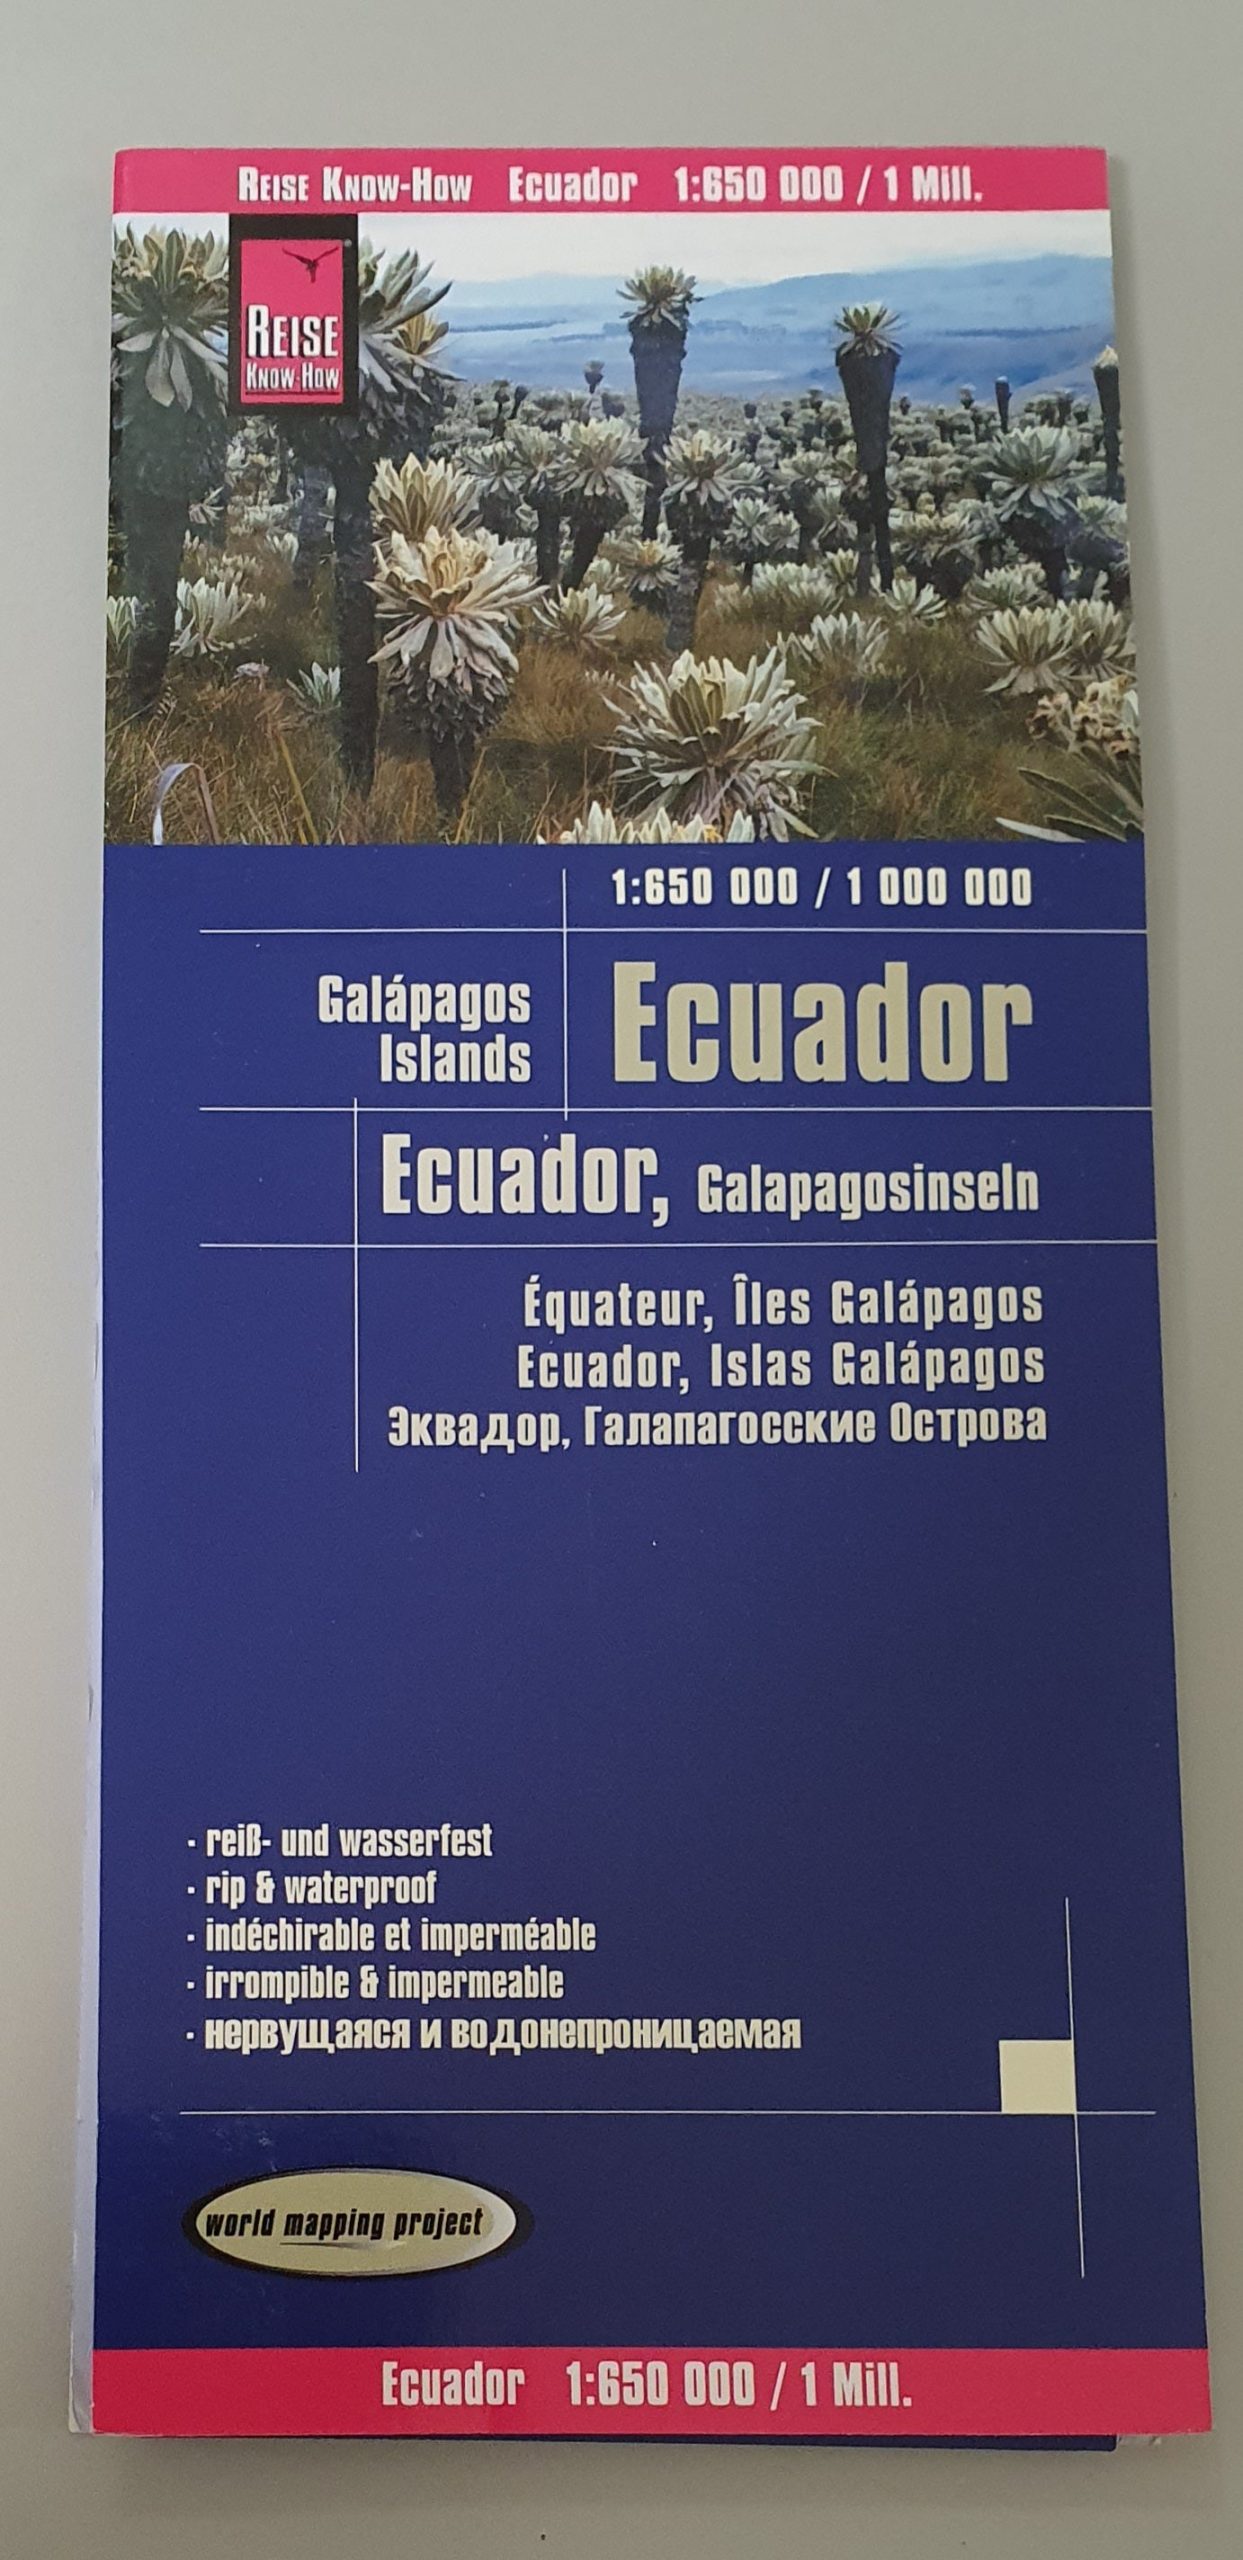 Reise Know-How Ecuador 1:650 000 / 1 Mill.
Reise
Know-How
1:650 000 / 1 000 000
Galápagos
Islands
Ecuador
Ecuador, Galapagosinseln
Équateur, Îles Galápagos
Ecuador, Islas Galápagos
Эквадор, Галапагосские Острова
· reiß- und wasserfest
· rip & waterproof
· indéchirable et imperméable
· irrompible & impermeable
· нервущаяся и водонепроницаемая
world mapping project
Ecuador 1:650 000 / 1 Mill.